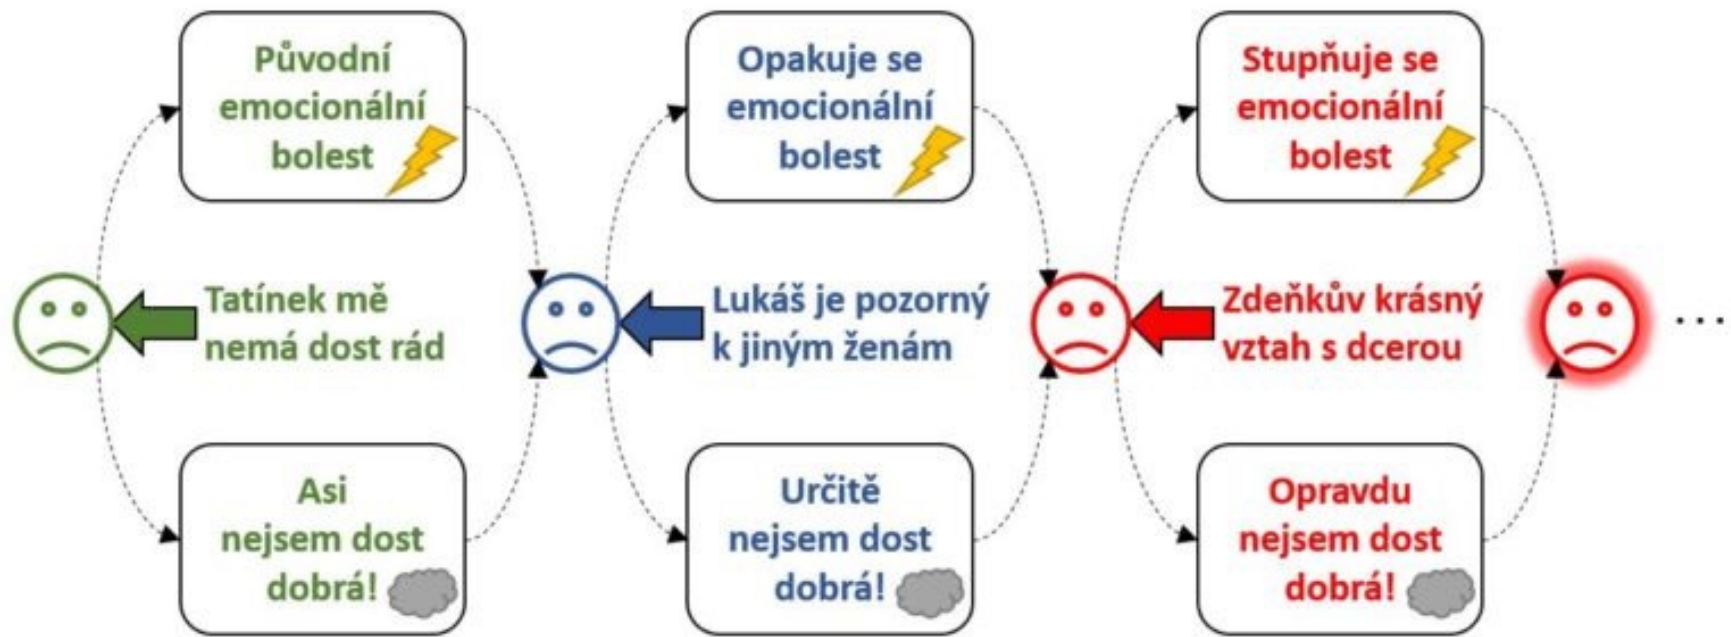 Původní
emocionální
bolest
Opakuje se
emocionální
bolest
Stupňuje se
emocionální
bolest
Tatínek mě
nemá dost rád
Lukáš je pozorný
k jiným ženám
Zdeňkův krásný
vztah s dcerou
...
Asi
nejsem dost
dobrá!
Určitě
nejsem dost
dobrá!
Opravdu
nejsem dost
dobrá!